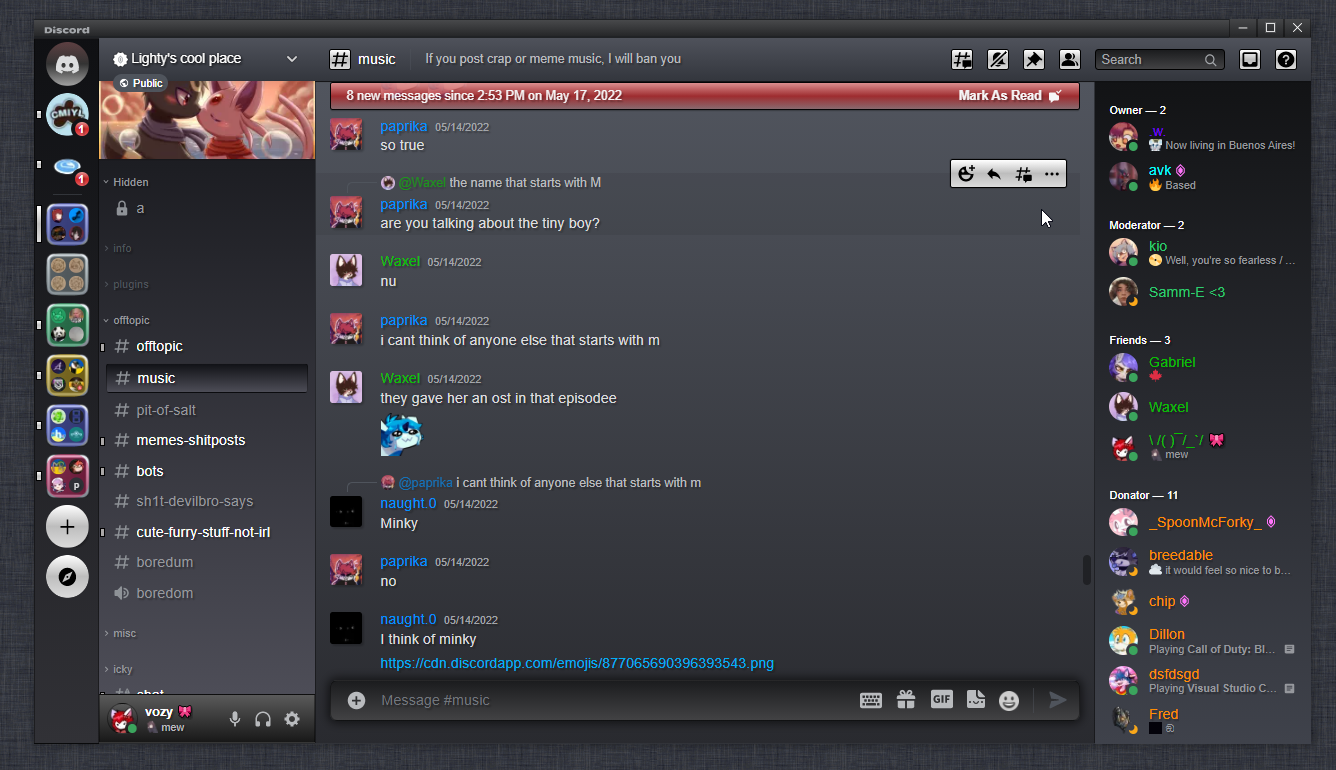 Discord
Lighty's cool place
Public
CMIYL
1
1
Hidden
a
info
plugins
offtopic
offtopic
music
pit-of-salt
memes-shitposts
bots
sh1t-devilbro-says
cute-furry-stuff-not-irl
boredum
boredom
misc
icky
chat
vozy
mew
music
If you post crap or meme music, I will ban you
Search
8 new messages since 2:53 PM on May 17, 2022
Mark As Read
paprika 05/14/2022
so true
@Waxel the name that starts with M
paprika 05/14/2022
are you talking about the tiny boy?
Waxel 05/14/2022
nu
paprika 05/14/2022
i cant think of anyone else that starts with m
Waxel 05/14/2022
they gave her an ost in that episodee
@paprika i cant think of anyone else that starts with m
naught.0 05/14/2022
Minky
paprika 05/14/2022
no
naught.0 05/14/2022
I think of minky
https://cdn.discordapp.com/emojis/877065690396393543.png
Message #music
GIF
Owner — 2
.w.
Now living in Buenos Aires!
avk
Based
Moderator — 2
kio
Well, you're so fearless / ...
Samm-E <3
Friends — 3
Gabriel
Waxel
\ /( )¯/_`/
mew
Donator — 11
_SpoonMcForky_
breedable
it would feel so nice to b...
chip
Dillon
Playing Call of Duty: Bl...
dsfdsgd
Playing Visual Studio C...
Fred